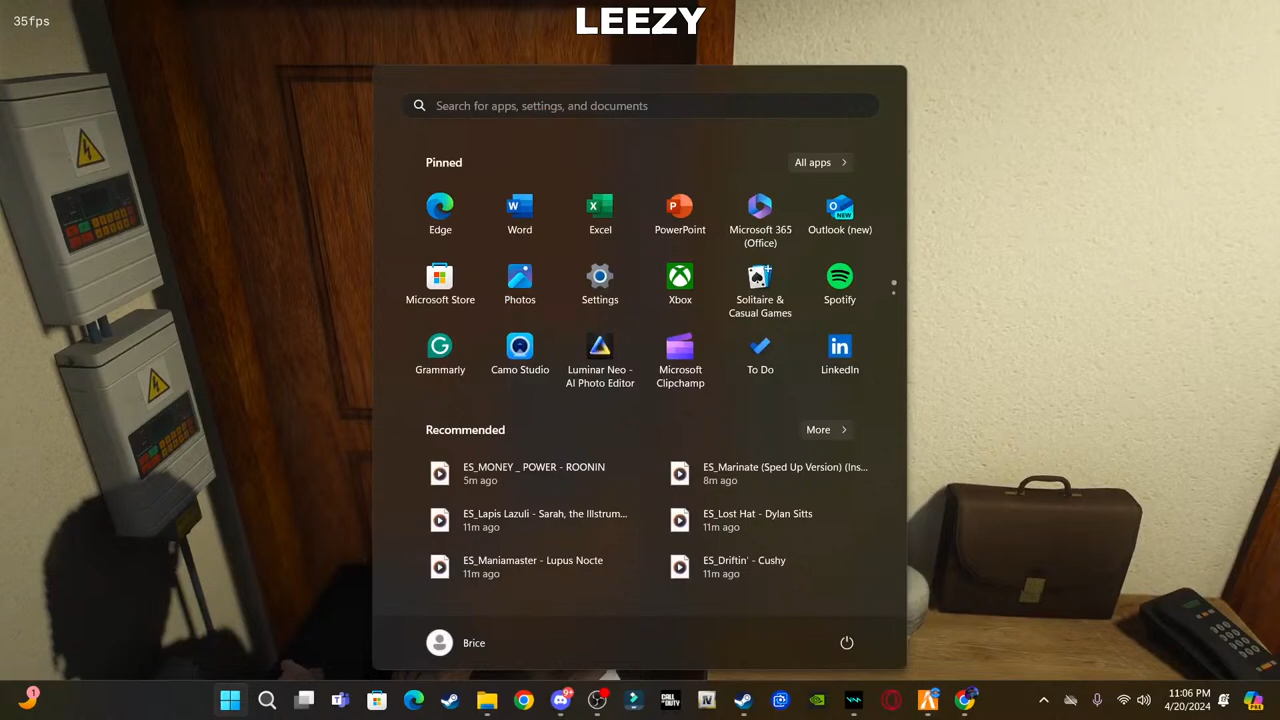 35fps
LEEZY
Search for apps, settings, and documents
Pinned
All apps
Edge
Word
Excel
PowerPoint
Microsoft 365
(Office)
Outlook (new)
Microsoft Store
Photos
Settings
Xbox
Solitaire &
Casual Games
Spotify
Grammarly
Camo Studio
Luminar Neo -
AI Photo Editor
Microsoft
Clipchamp
To Do
LinkedIn
Recommended
More
ES_MONEY _ POWER - ROONIN
5m ago
ES_Marinate (Sped Up Version) (Ins...
8m ago
ES_Lapis Lazuli - Sarah, the Illstrum...
11m ago
ES_Lost Hat - Dylan Sitts
11m ago
ES_Maniamaster - Lupus Nocte
11m ago
ES_Driftin' - Cushy
11m ago
Brice
11:06 PM
4/20/2024